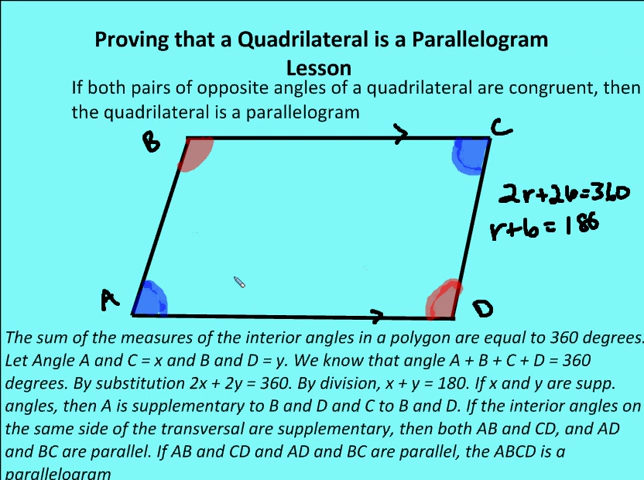 Proving that a Quadrilateral is a Parallelogram
Lesson
If both pairs of opposite angles of a quadrilateral are congruent, then
the quadrilateral is a parallelogram
B
C
2r+2b=360
r+b=180
A
D
The sum of the measures of the interior angles in a polygon are equal to 360 degrees.
Let Angle A and C = x and B and D = y. We know that angle A + B + C + D = 360
degrees. By substitution 2x + 2y = 360. By division, x + y = 180. If x and y are supp.
angles, then A is supplementary to B and D and C to B and D. If the interior angles on
the same side of the transversal are supplementary, then both AB and CD, and AD
and BC are parallel. If AB and CD and AD and BC are parallel, the ABCD is a
parallelogram